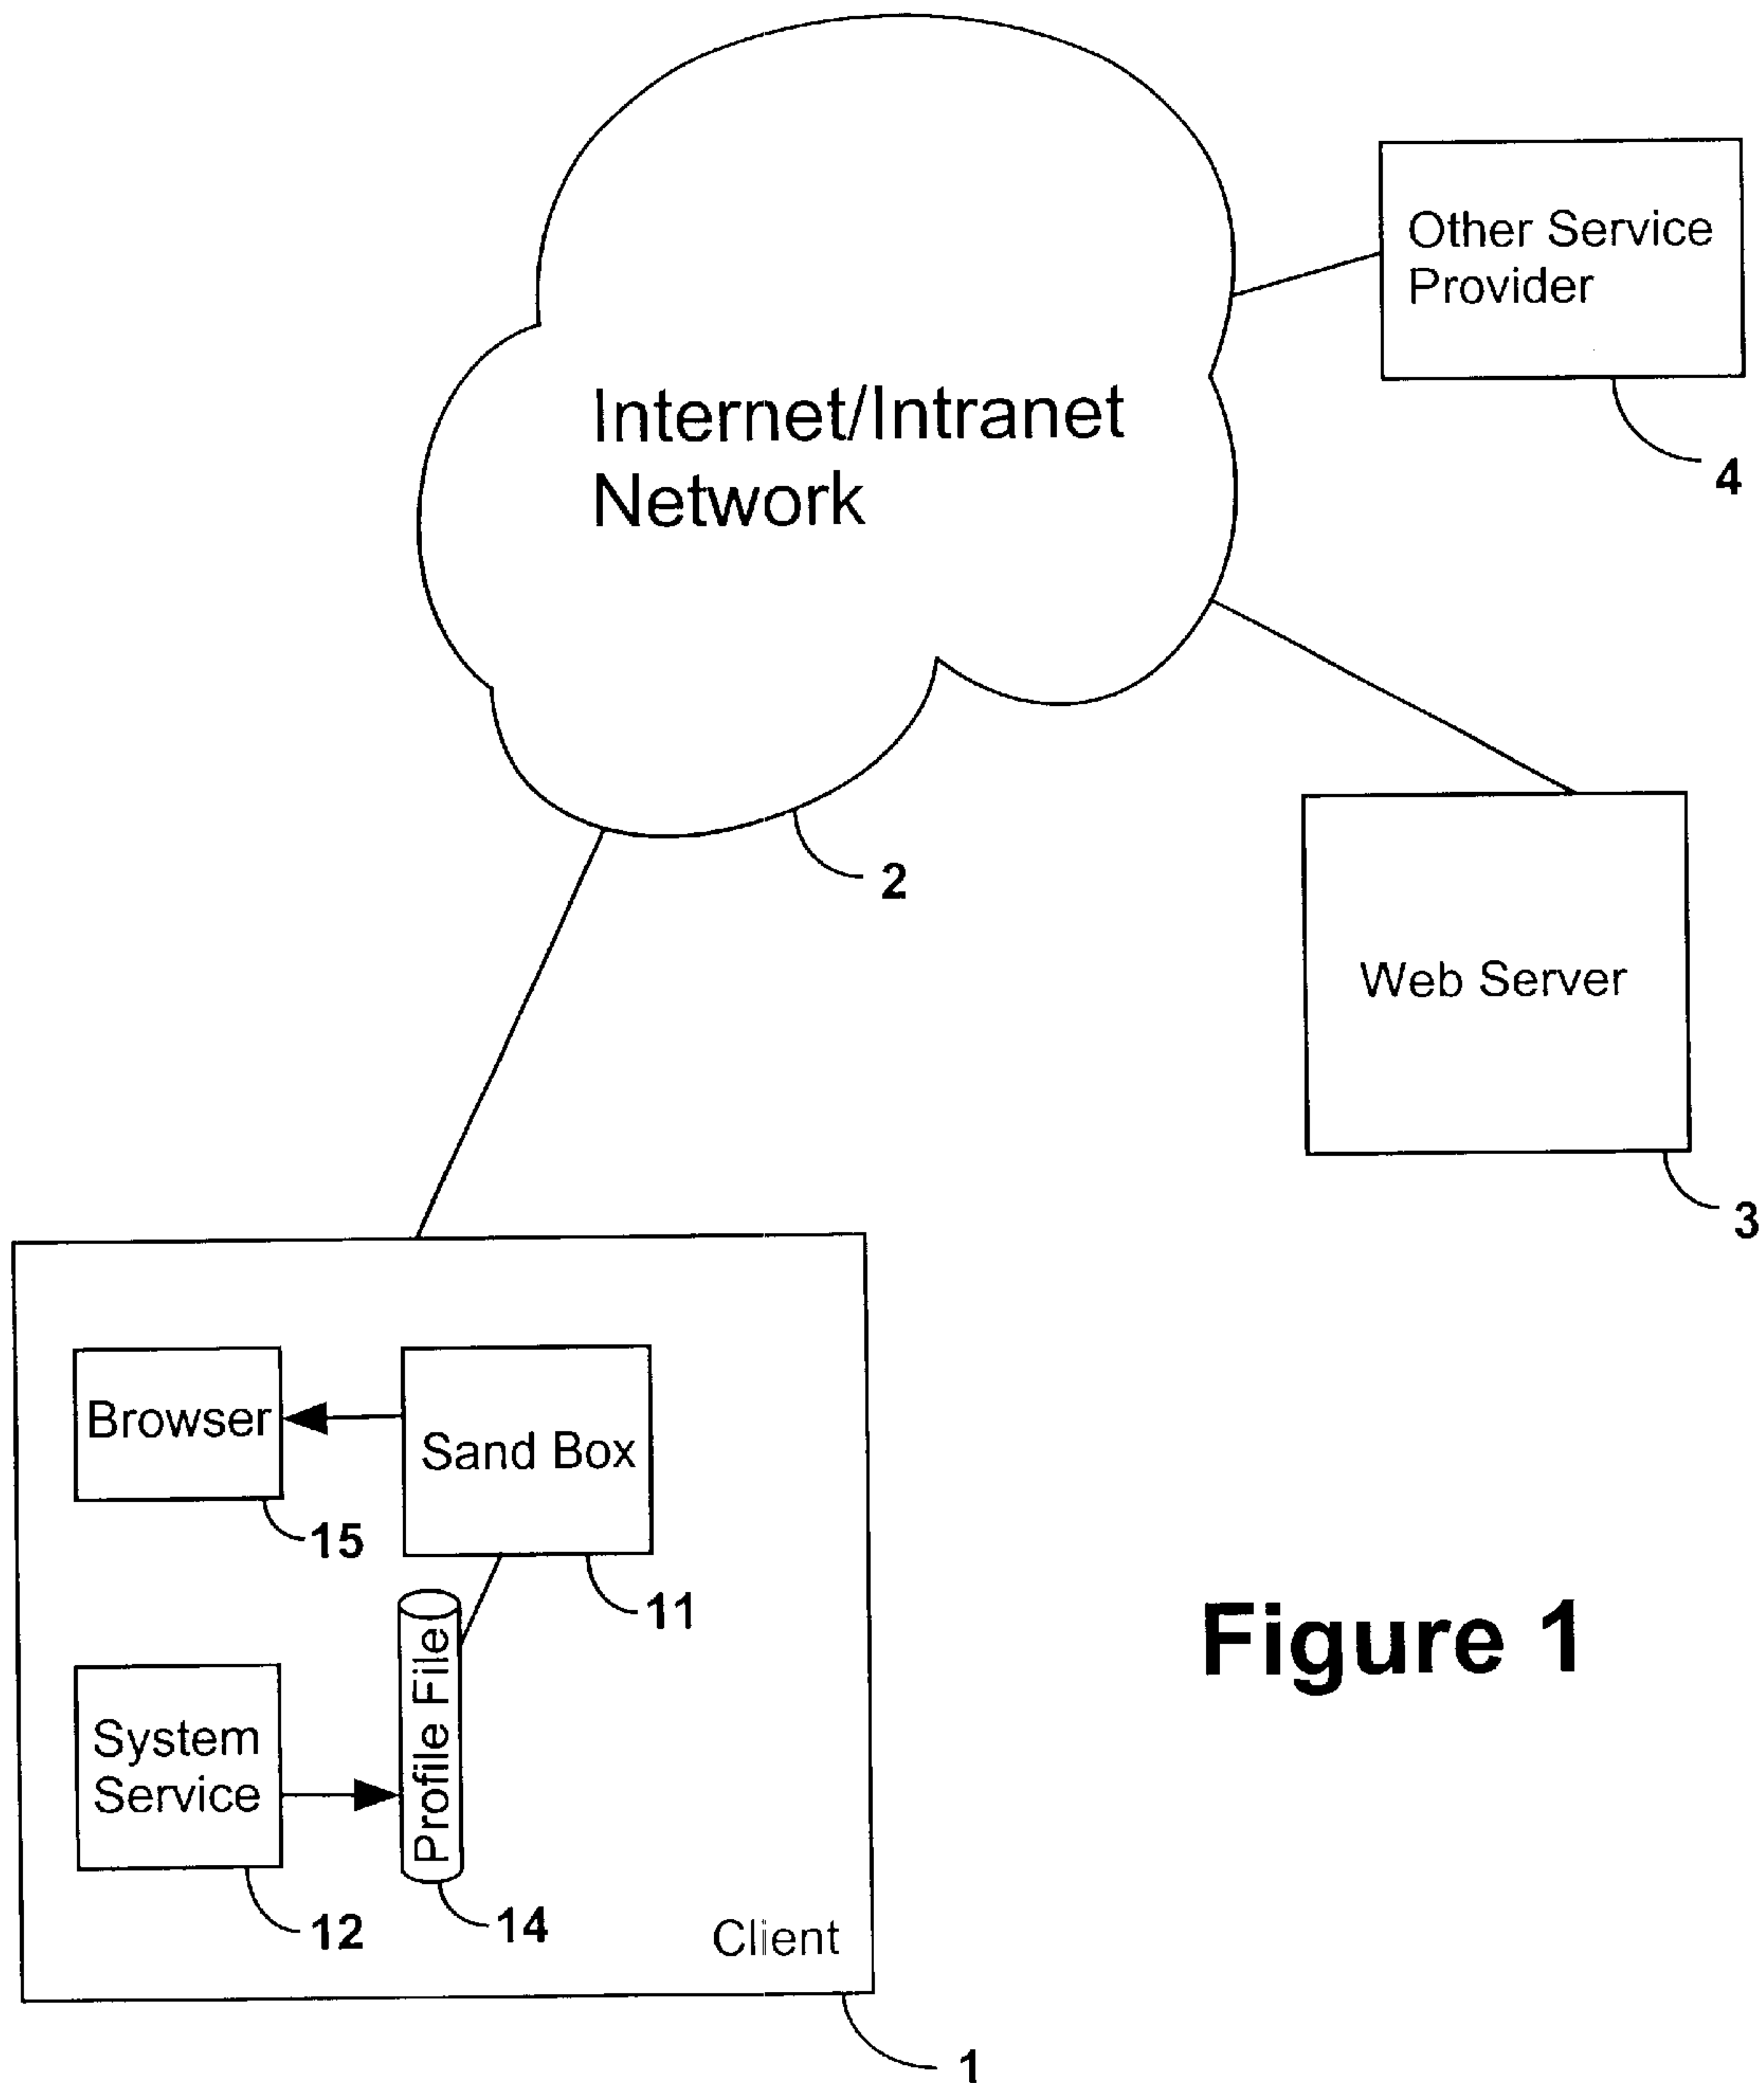 Other Service
Provider
4
Internet/Intranet
Network
2
Web Server
3
Browser
15
Sand Box
11
System
Service
12
Profile File
14
Client
1
Figure 1